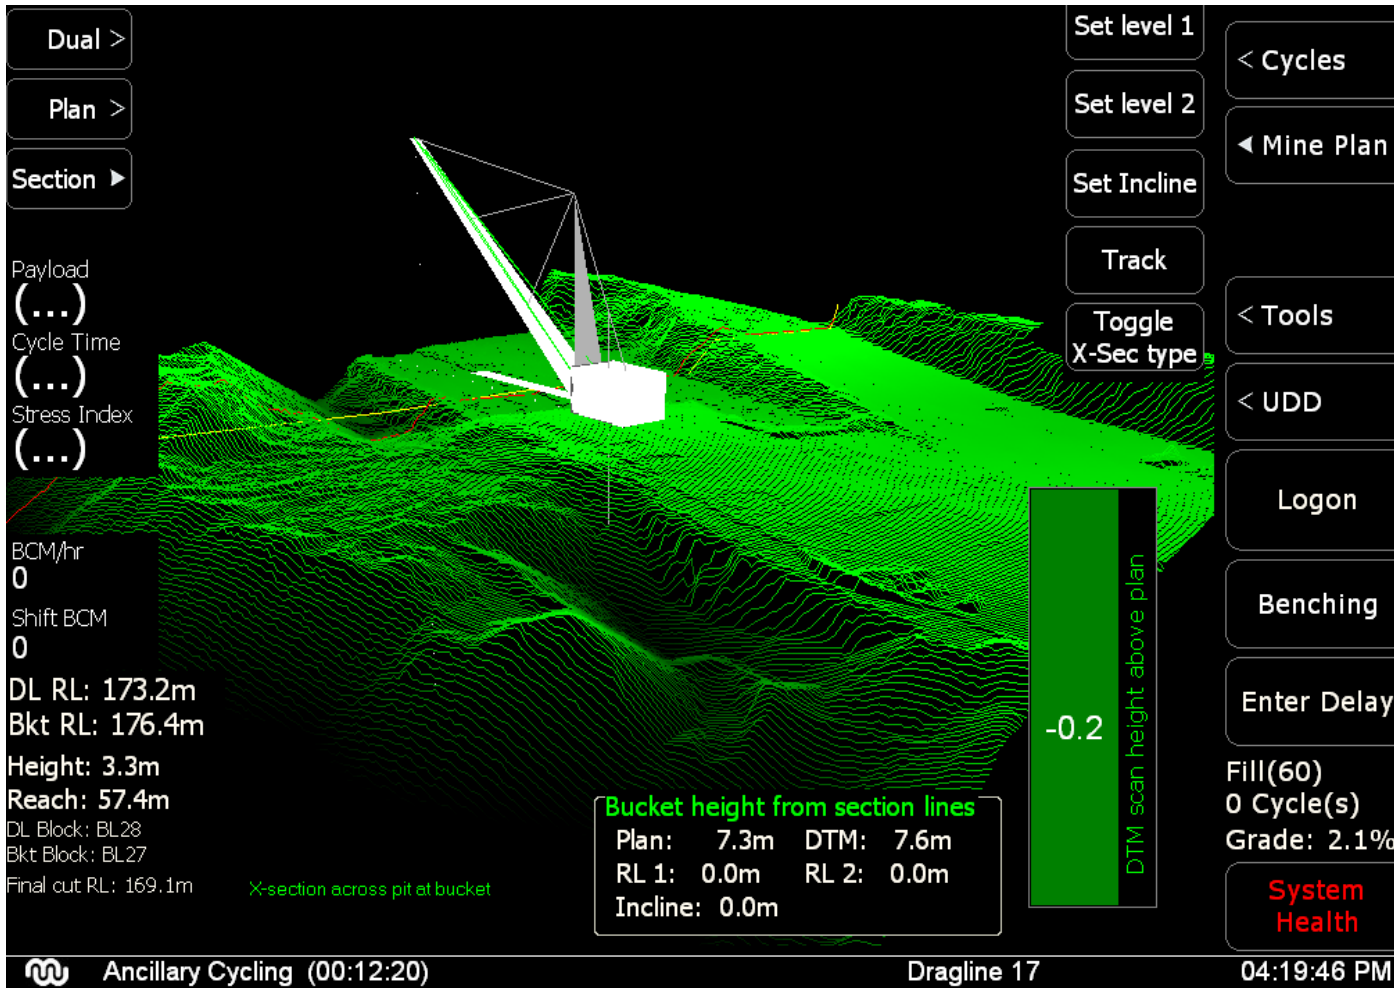 Dual >
Plan >
Section ▶
Payload
(...)
Cycle Time
(...)
Stress Index
(...)
BCM/hr
0
Shift BCM
0
DL RL: 173.2m
Bkt RL: 176.4m
Height: 3.3m
Reach: 57.4m
DL Block: BL28
Bkt Block: BL27
Final cut RL: 169.1m
X-section across pit at bucket
Set level 1
Set level 2
Set Incline
Track
Toggle
X-Sec type
< Cycles
◀ Mine Plan
< Tools
< UDD
Logon
Benching
Enter Delay
Fill(60)
0 Cycle(s)
Grade: 2.1%
System
Health
-0.2
DTM scan height above plan
Bucket height from section lines
Plan: 7.3m DTM: 7.6m
RL 1: 0.0m RL 2: 0.0m
Incline: 0.0m
Ancillary Cycling (00:12:20) Dragline 17 04:19:46 PM